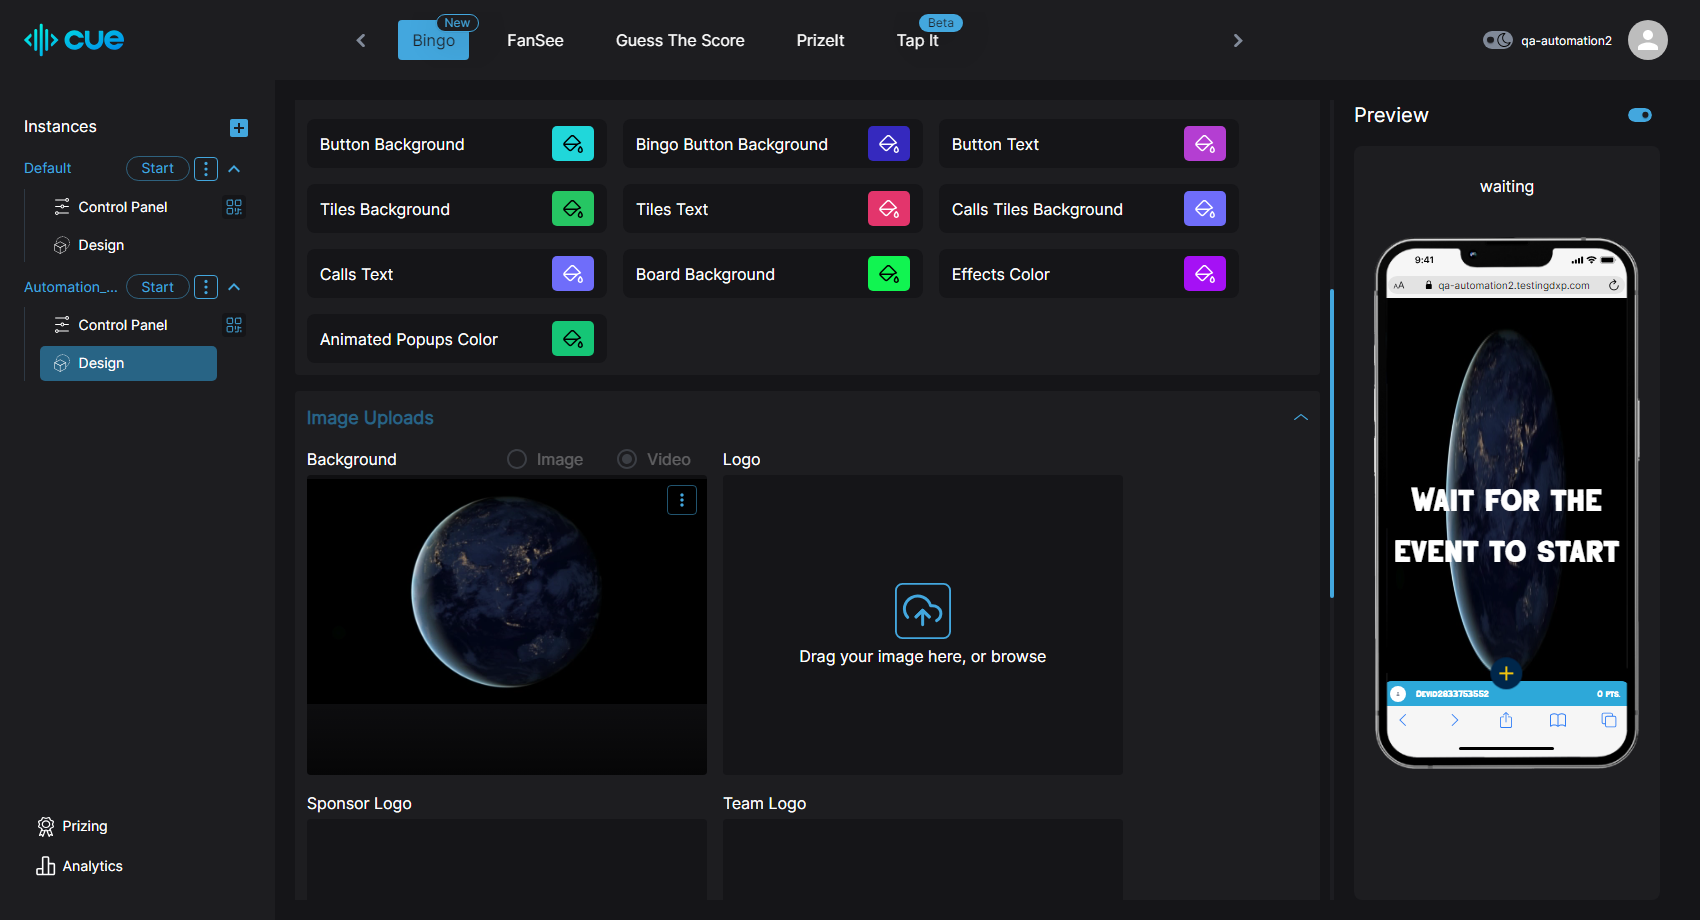 cue
Bingo
New
FanSee
Guess The Score
PrizeIt
Tap It
Beta
qa-automation2
Instances
Default
Start
Control Panel
Design
Automation_...
Start
Control Panel
Design
Prizing
Analytics
Button Background
Bingo Button Background
Button Text
Tiles Background
Tiles Text
Calls Tiles Background
Calls Text
Board Background
Effects Color
Animated Popups Color
Image Uploads
Background
Image
Video
Logo
Drag your image here, or browse
Sponsor Logo
Team Logo
Preview
waiting
9:41
AA
qa-automation2.testingdxp.com
WAIT FOR THE
EVENT TO START
DEVID2833753552
0 PTS.